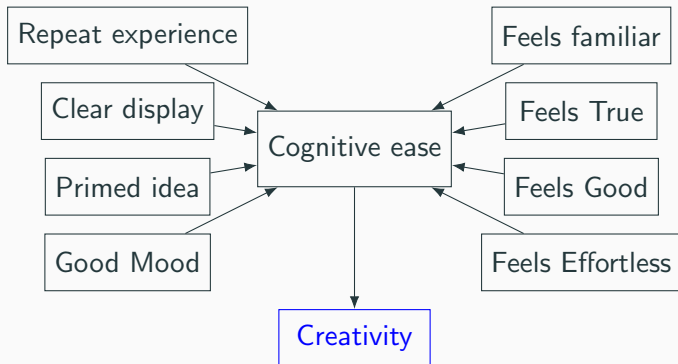 Repeat experience
Clear display
Primed idea
Good Mood
Cognitive ease
Feels familiar
Feels True
Feels Good
Feels Effortless
Creativity